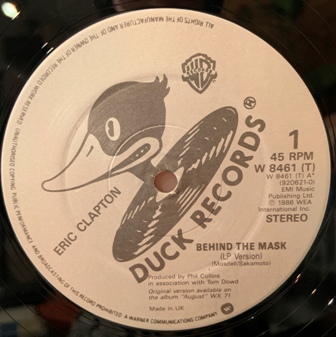 ALL RIGHTS OF THE MANUFACTURER AND OF THE OWNER OF THE RECORDED WORK RESERVED. UNAUTHORISED COPYING, PUBLIC PERFORMANCE AND BROADCASTING OF THIS RECORD PROHIBITED. A WARNER COMMUNICATIONS COMPANY
WB
ERIC CLAPTON
DUCK RECORDS®
1
45 RPM
W 8461 (T)
W 8461 (T) A*
(920621-0)
EMI Music
Publishing Ltd.
℗ 1986 WEA
International Inc.
STEREO
BEHIND THE MASK
(LP Version)
Mosdell/Sakamoto
Produced by Phil Collins
in association with Tom Dowd
Original version available on
the album "August" WX 71
Made in UK